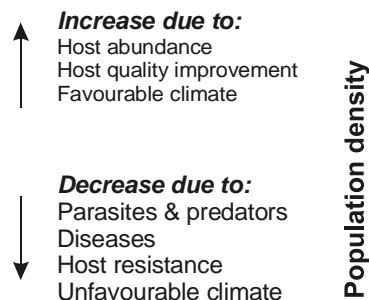 Increase due to:
Host abundance
Host quality improvement
Favourable climate
Decrease due to:
Parasites & predators
Diseases
Host resistance
Unfavourable climate
Population density